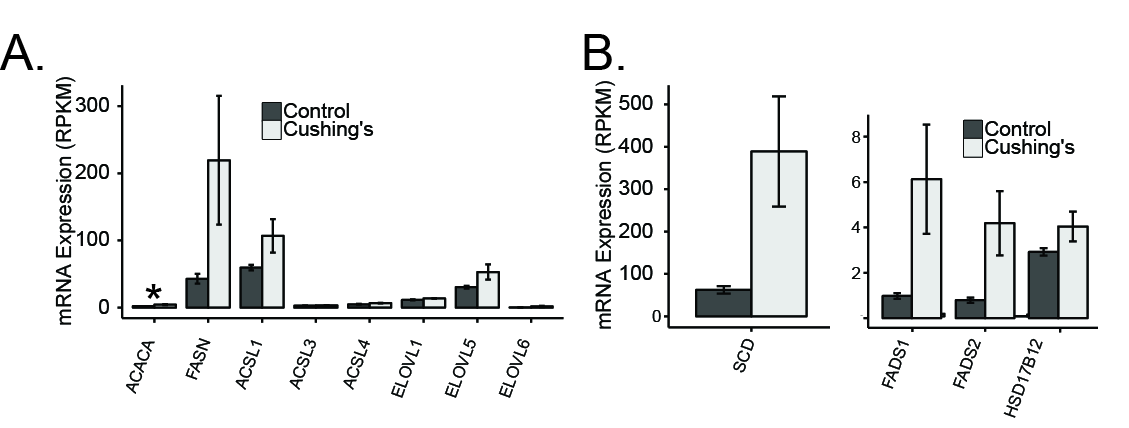 A.
mRNA Expression (RPKM)
300
200
100
0
Control
Cushing's
*
ACACA
FASN
ACSL1
ACSL3
ACSL4
ELOVL1
ELOVL5
ELOVL6
B.
mRNA Expression (RPKM)
500
400
300
200
100
0
SCD
8
6
4
2
Control
Cushing's
FADS1
FADS2
HSD17B12